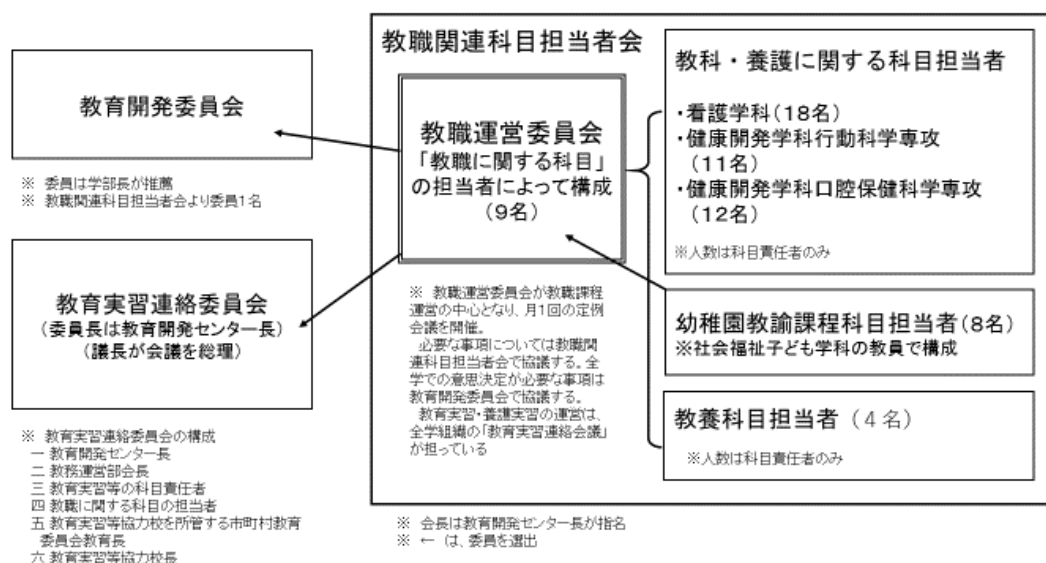 教育開発委員会
※ 委員は学部長が推薦
※ 教職関連科目担当者会より委員1名
教育実習連絡委員会
(委員長は教育開発センター長)
(議長が会議を総理)
※ 教育実習連絡委員会の構成
一 教育開発センター長
二 教務運営部会長
三 教育実習等の科目責任者
四 教職に関する科目の担当者
五 教育実習等協力校を所管する市町村教育
委員会教育長
六 教育実習等協力校長
教職関連科目担当者会
教職運営委員会
「教職に関する科目」
の担当者によって構成
(9名)
※ 教職運営委員会が教職課程
運営の中心となり、月1回の定例
会議を開催。
必要な事項については教職関
連科目担当者会で協議する。全
学での意思決定が必要な事項は
教育開発委員会で協議する。
教育実習・養護実習の運営は、
全学組織の「教育実習連絡会議」
が担っている
教科・養護に関する科目担当者
・看護学科(18名)
・健康開発学科行動科学専攻
(11名)
・健康開発学科口腔保健科学専攻
(12名)
※人数は科目責任者のみ
幼稚園教諭課程科目担当者(8名)
※社会福祉子ども学科の教員で構成
教養科目担当者(4名)
※人数は科目責任者のみ
※ 会長は教育開発センター長が指名
※ ← は、委員を選出